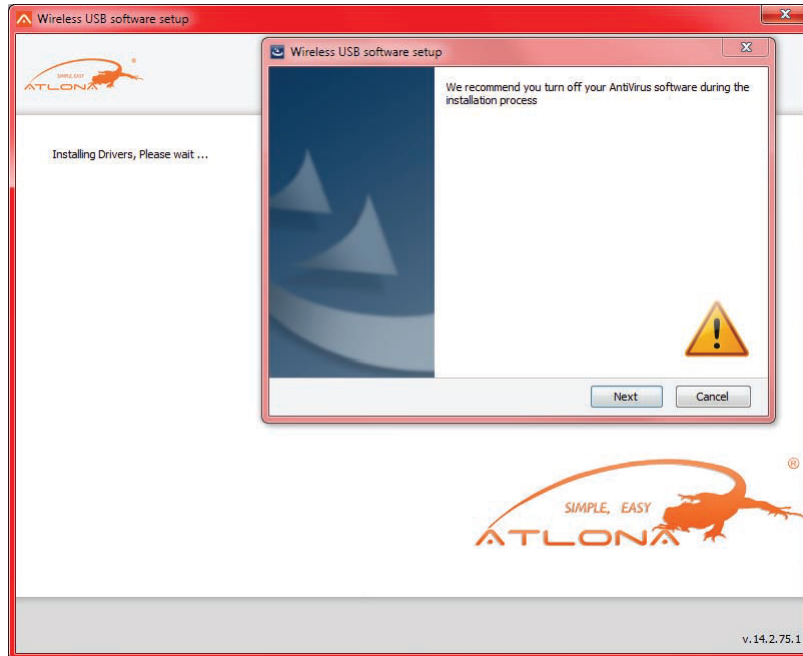 Wireless USB software setup
Wireless USB software setup
SIMPLE, EASY
ATLONA
®
We recommend you turn off your AntiVirus software during the
installation process
Installing Drivers, Please wait ...
Next
Cancel
®
SIMPLE, EASY
ATLONA
v.14.2.75.1